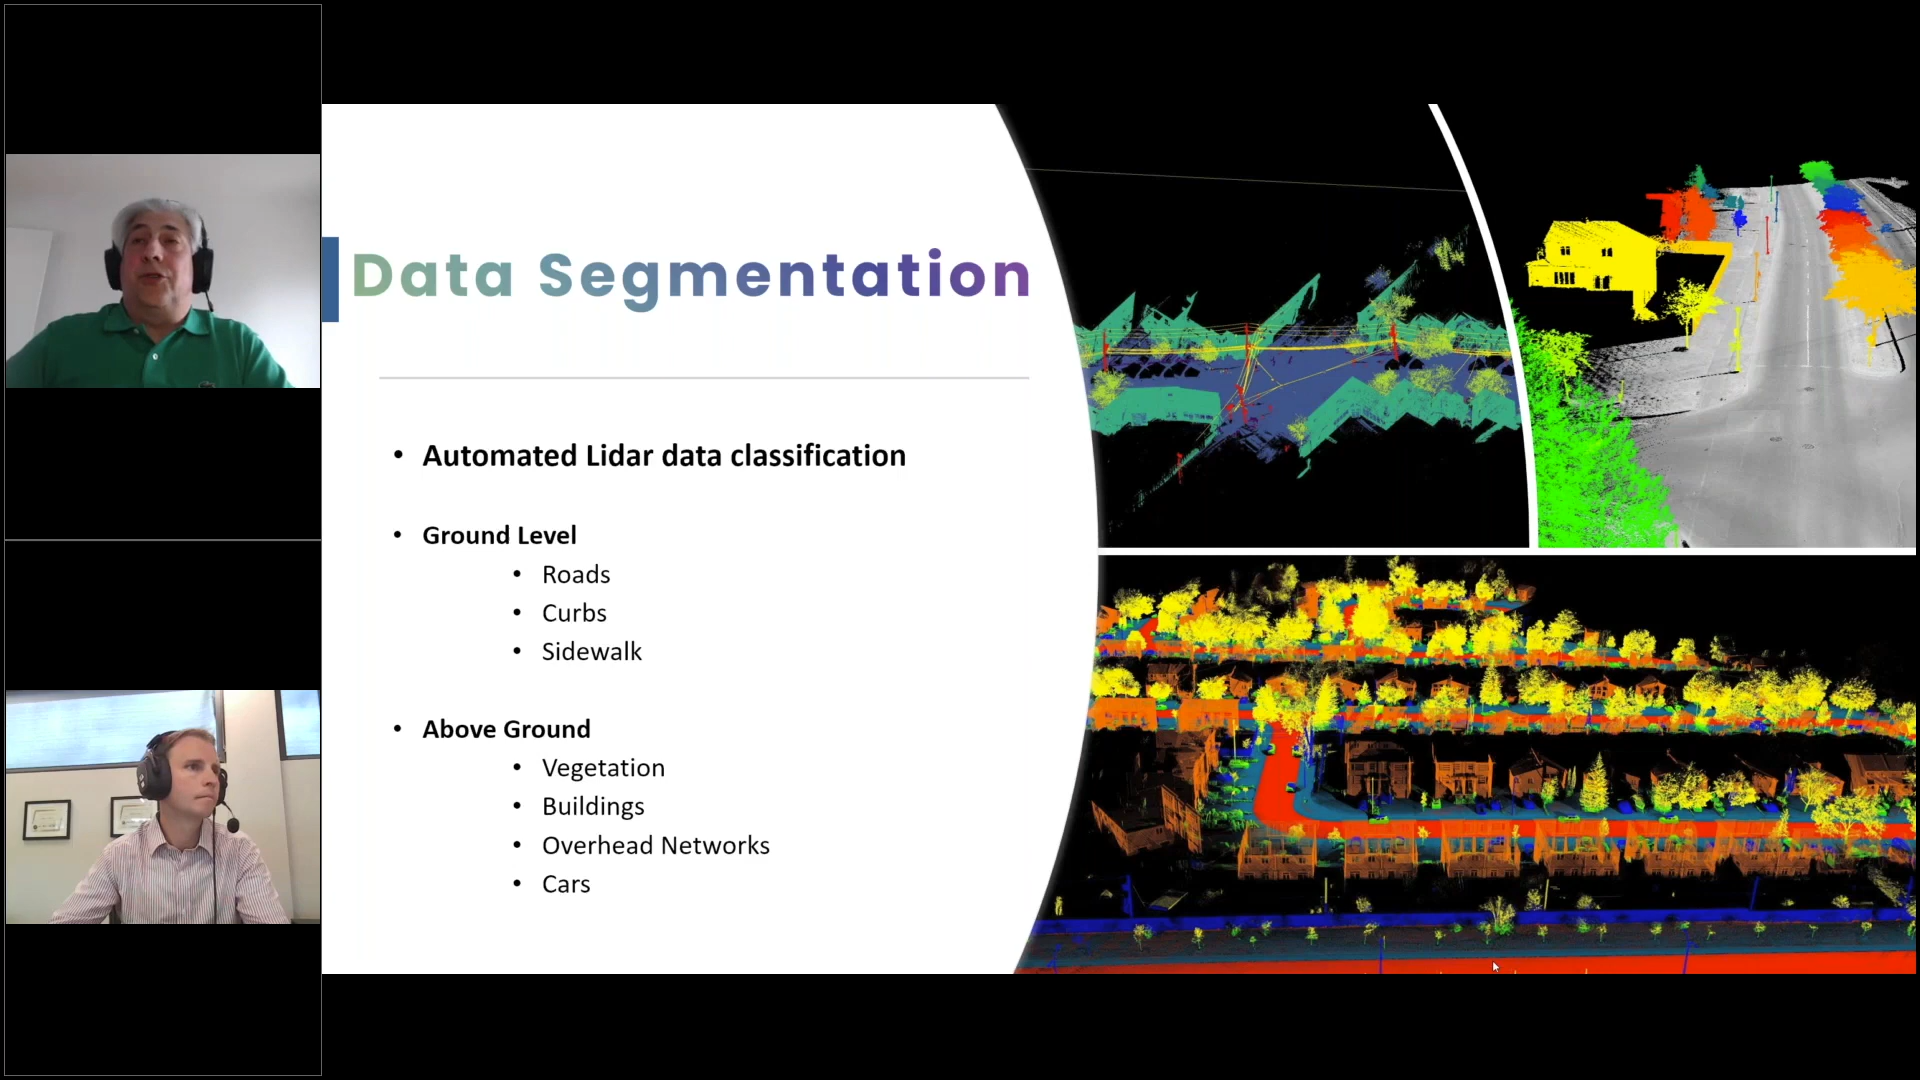 Data Segmentation
• Automated Lidar data classification
• Ground Level
• Roads
• Curbs
• Sidewalk
• Above Ground
• Vegetation
• Buildings
• Overhead Networks
• Cars